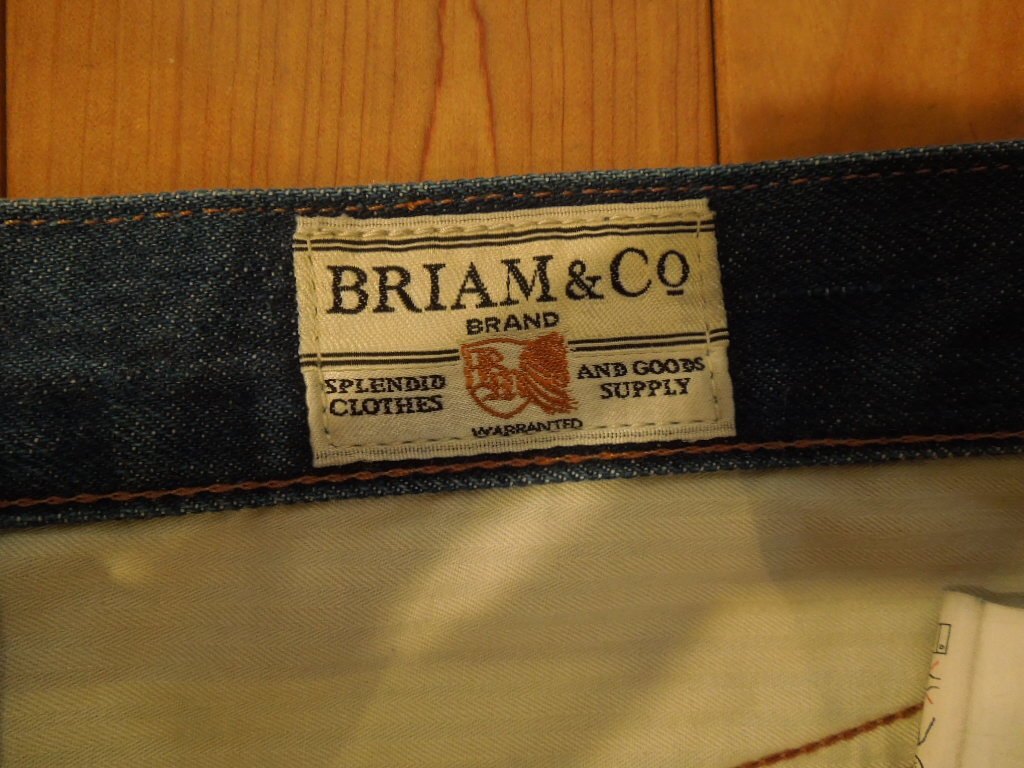 BRIAM & Co
BRAND
SPLENDID
CLOTHES
AND GOODS
SUPPLY
WARRANTED